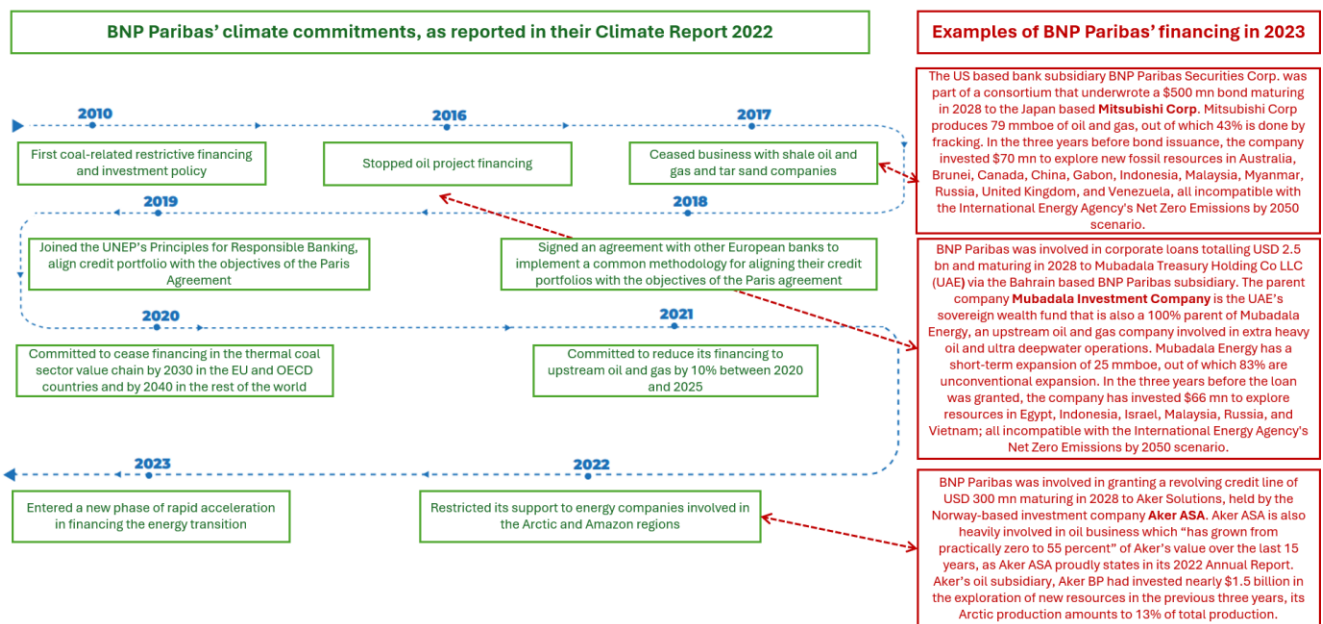 BNP Paribas’ climate commitments, as reported in their Climate Report 2022
Examples of BNP Paribas’ financing in 2023
2010
2016
2017
First coal-related restrictive financing
and investment policy
Stopped oil project financing
Ceased business with shale oil and
gas and tar sand companies
2019
2018
Joined the UNEP’s Principles for Responsible Banking,
align credit portfolio with the objectives of the Paris
Agreement
Signed an agreement with other European banks to
implement a common methodology for aligning their credit
portfolios with the objectives of the Paris agreement
2020
2021
Committed to cease financing in the thermal coal
sector value chain by 2030 in the EU and OECD
countries and by 2040 in the rest of the world
Committed to reduce its financing to
upstream oil and gas by 10% between 2020
and 2025
2023
2022
Entered a new phase of rapid acceleration
in financing the energy transition
Restricted its support to energy companies involved in
the Arctic and Amazon regions
The US based bank subsidiary BNP Paribas Securities Corp. was
part of a consortium that underwrote a $500 mn bond maturing
in 2028 to the Japan based Mitsubishi Corp. Mitsubishi Corp
produces 79 mmboe of oil and gas, out of which 43% is done by
fracking. In the three years before bond issuance, the company
invested $70 mn to explore new fossil resources in Australia,
Brunei, Canada, China, Gabon, Indonesia, Malaysia, Myanmar,
Russia, United Kingdom, and Venezuela, all incompatible with
the International Energy Agency's Net Zero Emissions by 2050
scenario.
BNP Paribas was involved in corporate loans totalling USD 2.5
bn and maturing in 2028 to Mubadala Treasury Holding Co LLC
(UAE) via the Bahrain based BNP Paribas subsidiary. The parent
company Mubadala Investment Company is the UAE’s
sovereign wealth fund that is also a 100% parent of Mubadala
Energy, an upstream oil and gas company involved in extra heavy
oil and ultra deepwater operations. Mubadala Energy has a
short-term expansion of 25 mmboe, out of which 83% are
unconventional expansion. In the three years before the loan
was granted, the company has invested $66 mn to explore
resources in Egypt, Indonesia, Israel, Malaysia, Russia, and
Vietnam; all incompatible with the International Energy Agency's
Net Zero Emissions by 2050 scenario.
BNP Paribas was involved in granting a revolving credit line of
USD 300 mn maturing in 2028 to Aker Solutions, held by the
Norway-based investment company Aker ASA. Aker ASA is also
heavily involved in oil business which “has grown from
practically zero to 55 percent” of Aker’s value over the last 15
years, as Aker ASA proudly states in its 2022 Annual Report.
Aker’s oil subsidiary, Aker BP had invested nearly $1.5 billion in
the exploration of new resources in the previous three years, its
Arctic production amounts to 13% of total production.